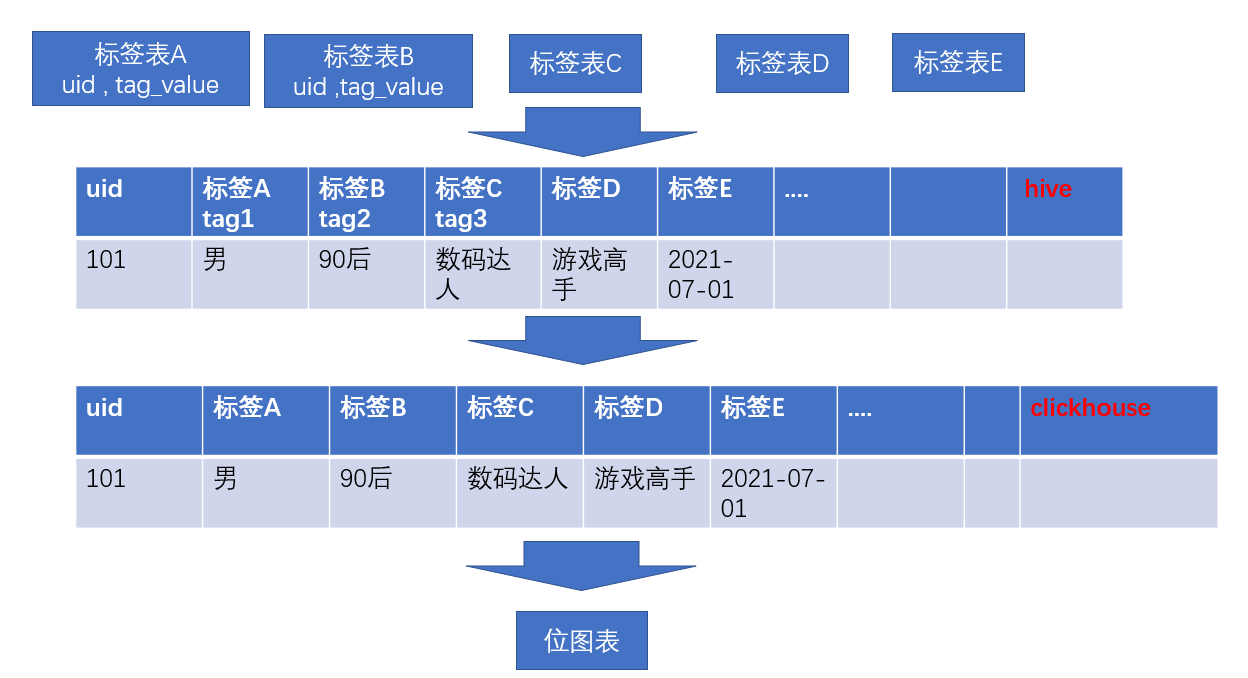 标签表A
uid , tag_value
标签表B
uid ,tag_value
标签表C
标签表D
标签表E
uid
标签A
tag1
标签B
tag2
标签C
tag3
标签D
标签E
....
hive
101
男
90后
数码达
人
游戏高
手
2021-
07-01
uid
标签A
标签B
标签C
标签D
标签E
....
clickhouse
101
男
90后
数码达人
游戏高手
2021-07-
01
位图表